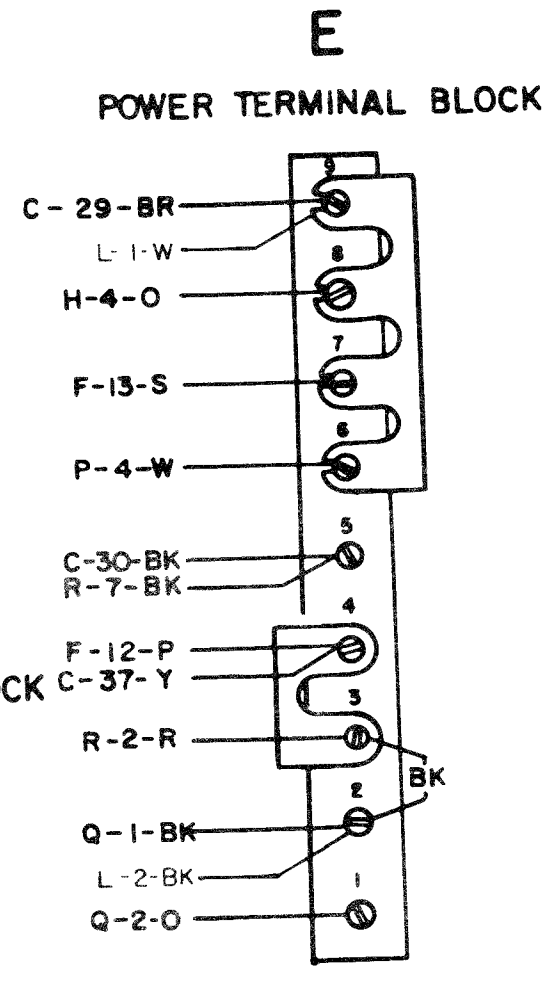 E
POWER TERMINAL BLOCK
9
C-29-BR
L-1-W
8
H-4-O
7
F-13-S
6
P-4-W
5
C-30-BK
R-7-BK
4
F-12-P
CK C-37-Y
3
R-2-R
BK
2
Q-1-BK
L-2-BK
1
Q-2-O